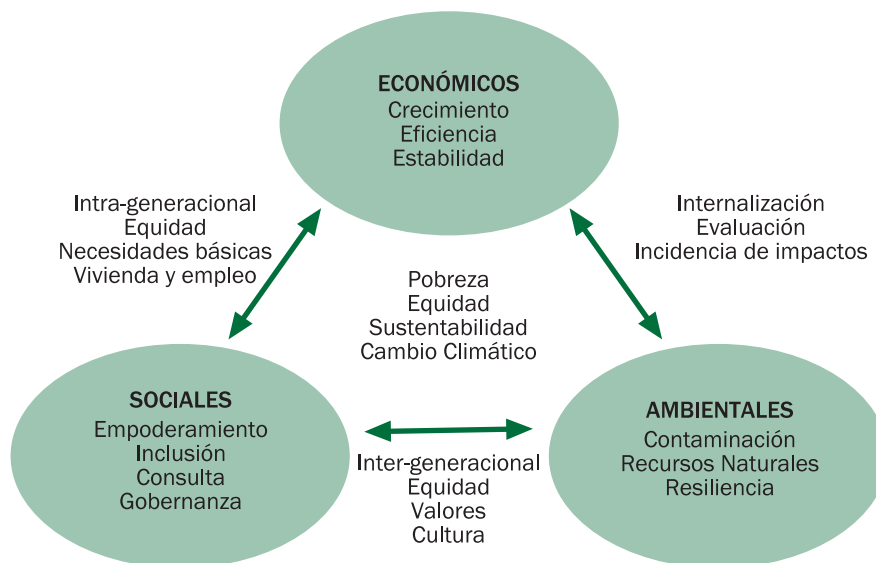 ECONÓMICOS
Crecimiento
Eficiencia
Estabilidad
Intra-generacional
Equidad
Necesidades básicas
Vivienda y empleo
Internalización
Evaluación
Incidencia de impactos
Pobreza
Equidad
Sustentabilidad
Cambio Climático
SOCIALES
Empoderamiento
Inclusión
Consulta
Gobernanza
Inter-generacional
Equidad
Valores
Cultura
AMBIENTALES
Contaminación
Recursos Naturales
Resiliencia